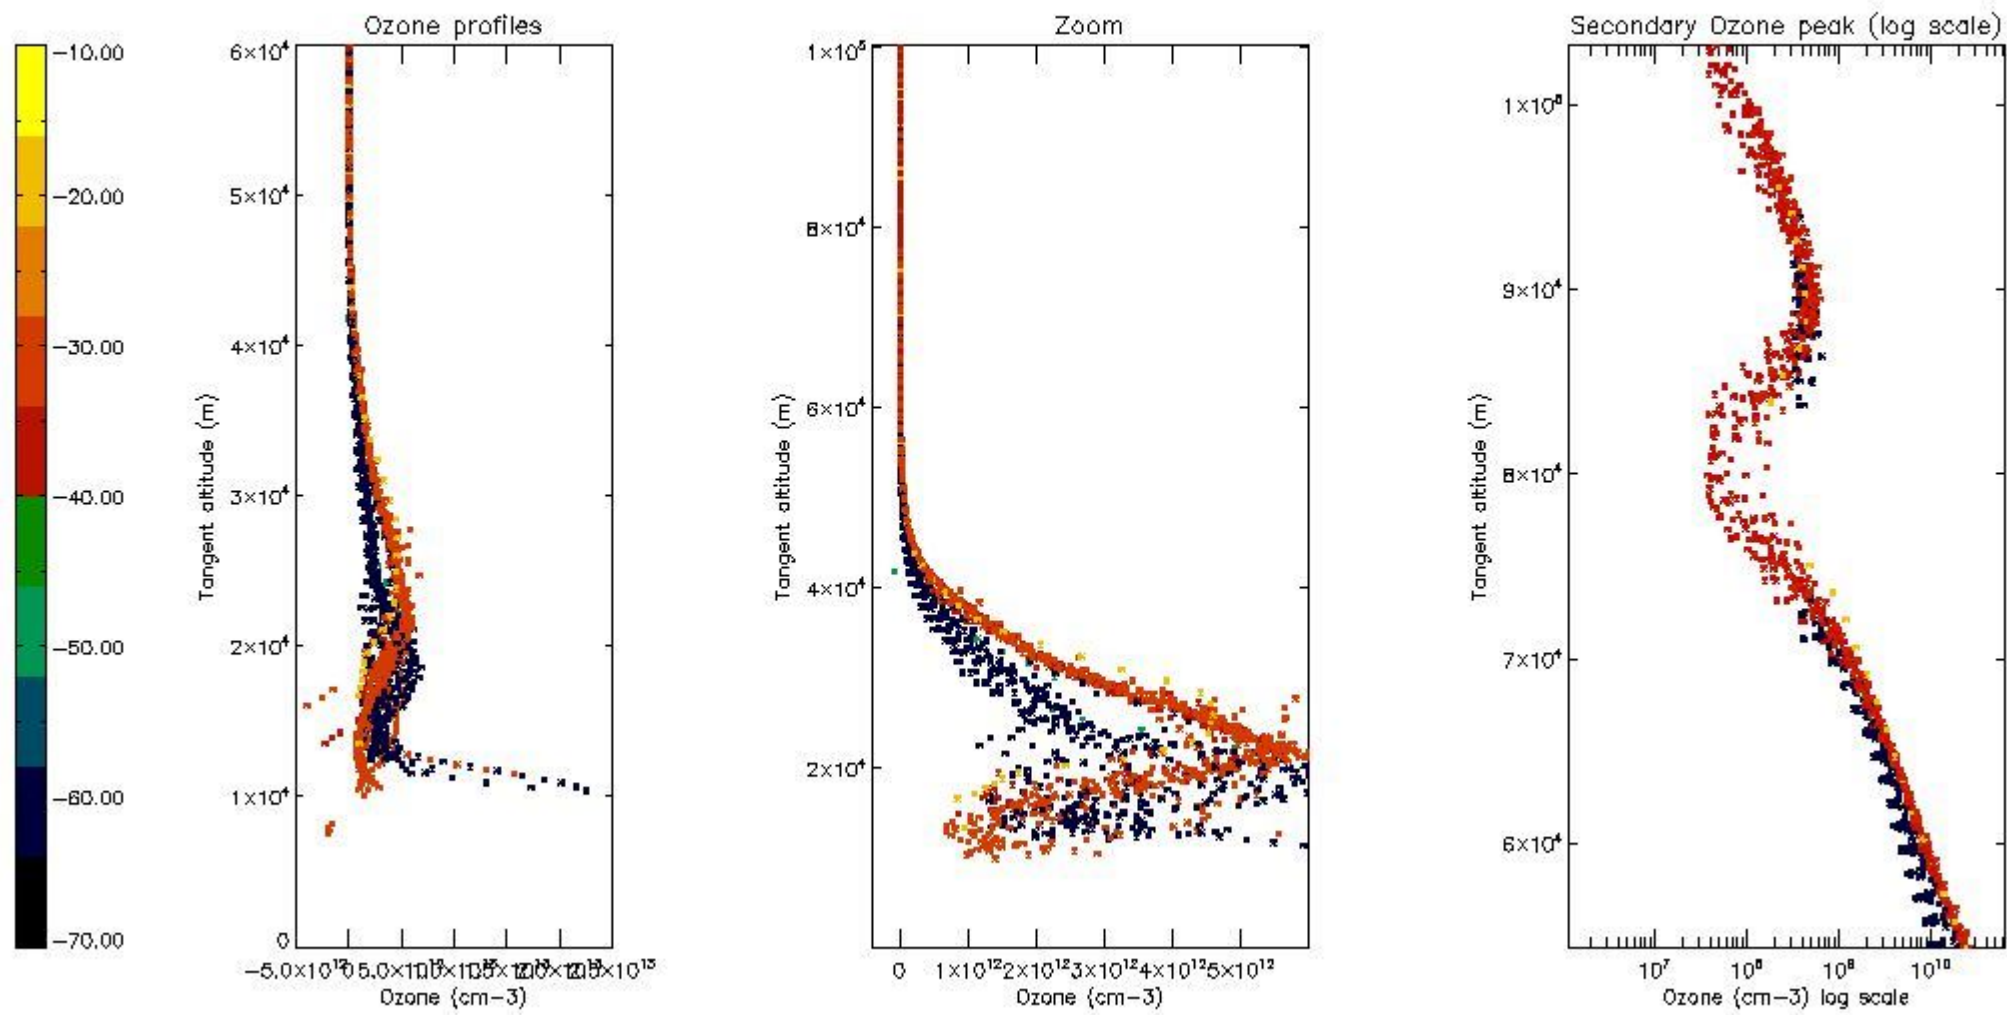 Ozone profiles
Zoom
Secondary Ozone peak (log scale)
-10.00
-20.00
-30.00
-40.00
-50.00
-60.00
-70.00
6×10⁴
5×10⁴
4×10⁴
3×10⁴
2×10⁴
1×10⁴
0
Tangent altitude (m)
-5.0×10¹²
Ozone (cm-3)
1×10⁵
8×10⁴
6×10⁴
4×10⁴
2×10⁴
Tangent altitude (m)
0 1×10¹² 2×10¹² 3×10¹² 4×10¹² 5×10¹²
Ozone (cm-3)
9×10⁴
8×10⁴
7×10⁴
6×10⁴
Tangent altitude (m)
10⁷ 10⁸ 10⁹ 10¹⁰
Ozone (cm-3) log scale